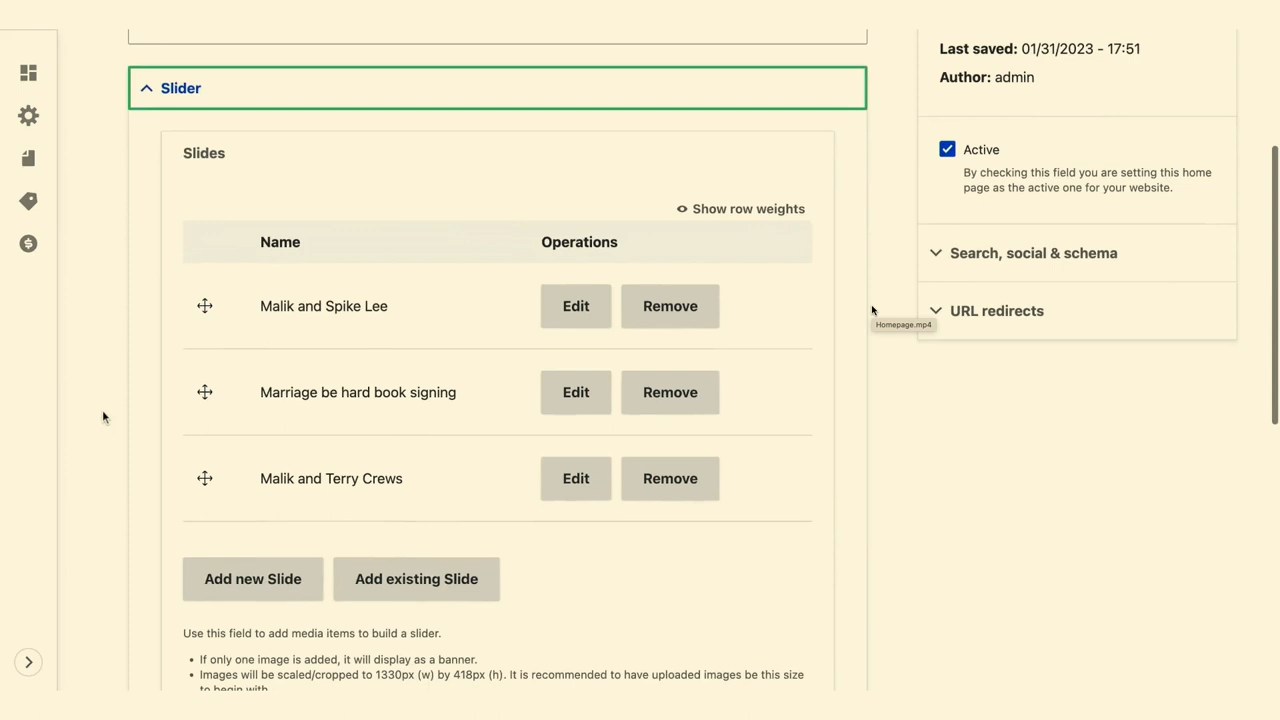 Last saved: 01/31/2023 - 17:51
Author: admin
Slider
Slides
Active
By checking this field you are setting this home
page as the active one for your website.
Show row weights
Name Operations
Search, social & schema
Malik and Spike Lee Edit Remove
URL redirects
Homepage.mp4
Marriage be hard book signing Edit Remove
Malik and Terry Crews Edit Remove
Add new Slide Add existing Slide
Use this field to add media items to build a slider.
• If only one image is added, it will display as a banner.
• Images will be scaled/cropped to 1330px (w) by 418px (h). It is recommended to have uploaded images be this size
to begin with